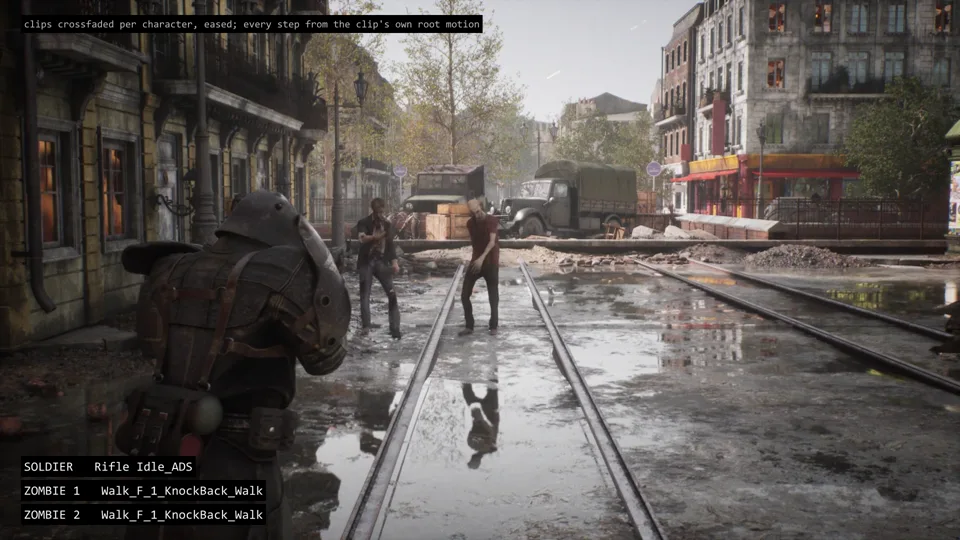 clips crossfaded per character, eased; every step from the clip's own root motion
SOLDIER Rifle Idle_ADS
ZOMBIE 1 Walk_F_1_KnockBack_Walk
ZOMBIE 2 Walk_F_1_KnockBack_Walk